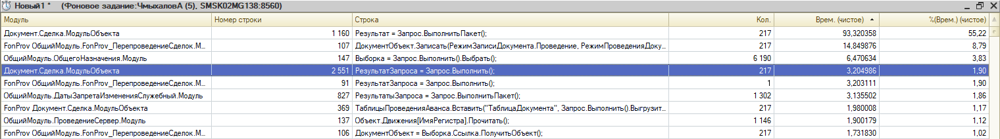 Новый1 * (Фоновое задание:ЧмыхаловА (5), SMSK02MG138:8560)
Модуль Номер строки Строка Кол. Врем. (чистое) %(Врем.) (чистое)
Документ.Сделка.МодульОбъекта 1 160 Результат = Запрос.ВыполнитьПакет(); 217 93,320358 55,22
FonProv ОбщийМодуль.FonProv_ПерепроведениеСделок.М... 107 ДокументОбъект.Записать(РежимЗаписиДокумента.Проведение, РежимПроведенияДоку... 217 14,849876 8,79
ОбщийМодуль.ОбщегоНазначения.Модуль 147 Выборка = Запрос.Выполнить().Выбрать(); 6 190 6,470634 3,83
Документ.Сделка.МодульОбъекта 2 551 РезультатЗапроса = Запрос.Выполнить(); 217 3,204986 1,90
FonProv ОбщийМодуль.FonProv_ПерепроведениеСделок.М... 91 РезультатЗапроса = Запрос.Выполнить(); 1 3,203111 1,90
ОбщийМодуль.ДатыЗапретаИзмененияСлужебный.Модуль 827 РезультатыЗапроса = Запрос.ВыполнитьПакет(); 1 302 3,135502 1,86
FonProv Документ.Сделка.МодульОбъекта 369 ТаблицыПроведенияАванса.Вставить("ТаблицаДокумента", Запрос.Выполнить().Выгрузит... 217 1,980008 1,17
ОбщийМодуль.ПроведениеСервер.Модуль 137 Объект.Движения[ИмяРегистра].Прочитать(); 1 146 1,900179 1,12
FonProv ОбщийМодуль.FonProv_ПерепроведениеСделок.М... 106 ДокументОбъект = Выборка.Ссылка.ПолучитьОбъект(); 217 1,731830 1,02